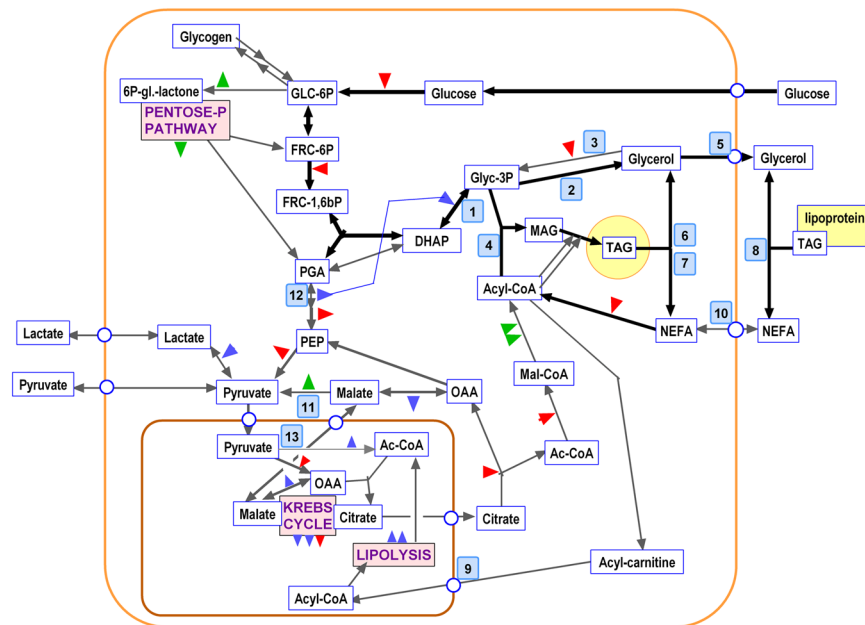 Glycogen
6P-gl.-lactone
GLC-6P
Glucose
Glucose
PENTOSE-P
PATHWAY
FRC-6P
3
5
Glycerol
Glycerol
Glyc-3P
2
FRC-1,6bP
1
lipoprotein
MAG
DHAP
4
6
TAG
TAG
8
7
PGA
12
Acyl-CoA
10
Lactate
Lactate
PEP
NEFA
NEFA
Mal-CoA
Pyruvate
Pyruvate
Malate
OAA
11
13
Pyruvate
Ac-CoA
Ac-CoA
OAA
Malate
KREBS
CYCLE
Citrate
Citrate
LIPOLYSIS
9
Acyl-carnitine
Acyl-CoA